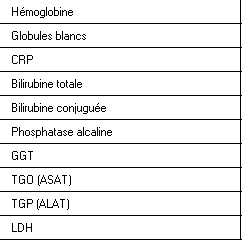 Hémoglobine
Globules blancs
CRP
Bilirubine totale
Bilirubine conjuguée
Phosphatase alcaline
GGT
TGO (ASAT)
TGP (ALAT)
LDH